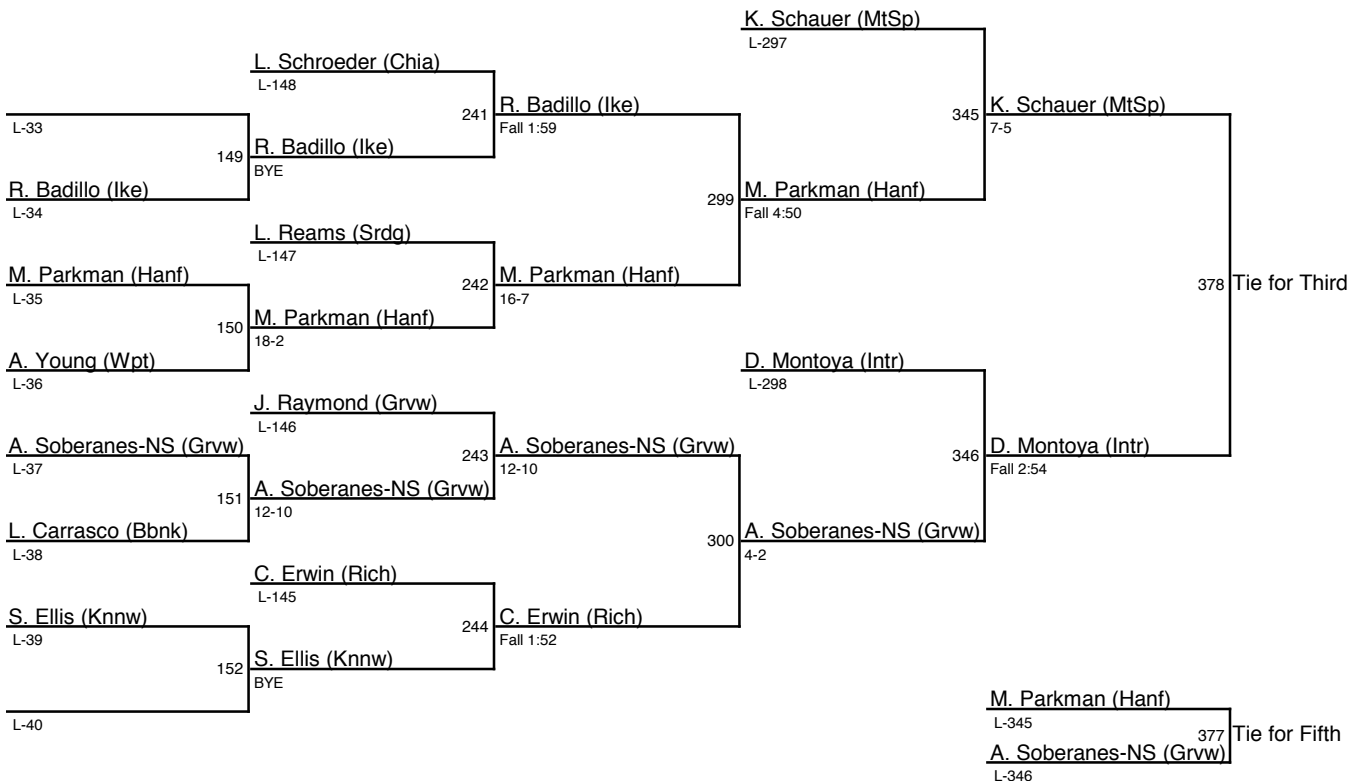 K. Schauer (MtSp)
L-297
L. Schroeder (Chia)
L-148
241
R. Badillo (Ike)
Fall 1:59
345
K. Schauer (MtSp)
7-5
L-33
149
R. Badillo (Ike)
BYE
R. Badillo (Ike)
L-34
299
M. Parkman (Hanf)
Fall 4:50
L. Reams (Srdg)
L-147
M. Parkman (Hanf)
L-35
242
M. Parkman (Hanf)
16-7
378
Tie for Third
150
M. Parkman (Hanf)
18-2
A. Young (Wpt)
L-36
D. Montoya (Intr)
L-298
J. Raymond (Grvw)
L-146
A. Soberanes-NS (Grvw)
L-37
243
A. Soberanes-NS (Grvw)
12-10
346
D. Montoya (Intr)
Fall 2:54
151
A. Soberanes-NS (Grvw)
12-10
L. Carrasco (Bbnk)
L-38
300
A. Soberanes-NS (Grvw)
4-2
C. Erwin (Rich)
L-145
S. Ellis (Knnw)
L-39
244
C. Erwin (Rich)
Fall 1:52
152
S. Ellis (Knnw)
BYE
L-40
M. Parkman (Hanf)
L-345
377
Tie for Fifth
A. Soberanes-NS (Grvw)
L-346